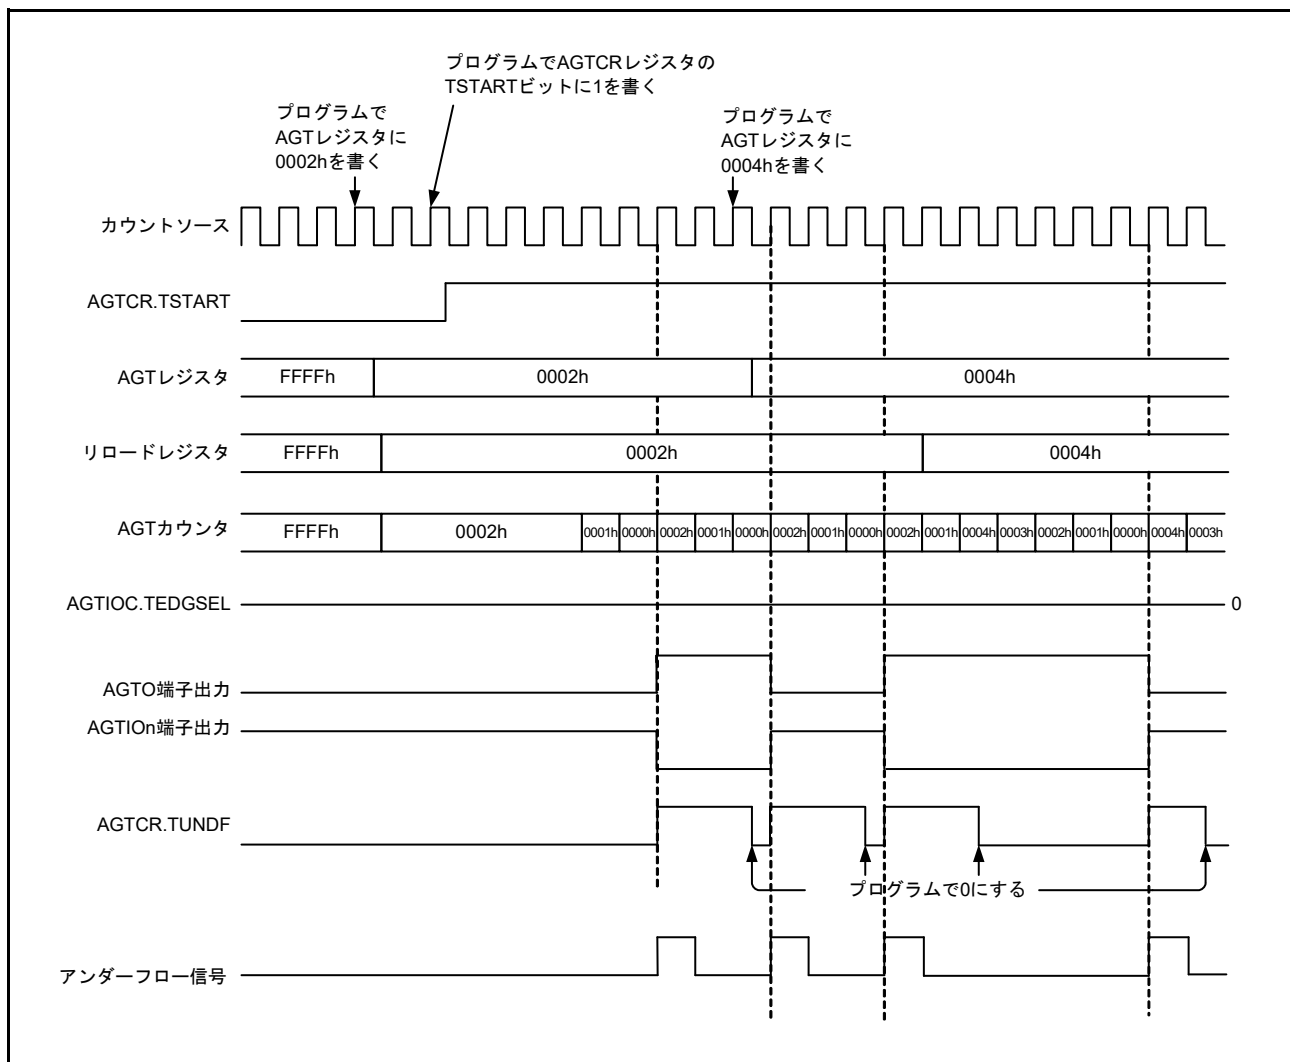 プログラムでAGTCRレジスタの
TSTARTビットに1を書く
プログラムで
AGTレジスタに
0002hを書く
プログラムで
AGTレジスタに
0004hを書く
カウントソース
AGTCR.TSTART
AGTレジスタ FFFFh 0002h 0004h
リロードレジスタ FFFFh 0002h 0004h
AGTカウンタ FFFFh 0002h 0001h 0000h 0002h 0001h 0000h 0002h 0001h 0000h 0002h 0001h 0004h 0003h 0002h 0001h 0000h 0004h 0003h
AGTIOC.TEDGSEL 0
AGTO端子出力
AGTIOn端子出力
AGTCR.TUNDF
プログラムで0にする
アンダーフロー信号